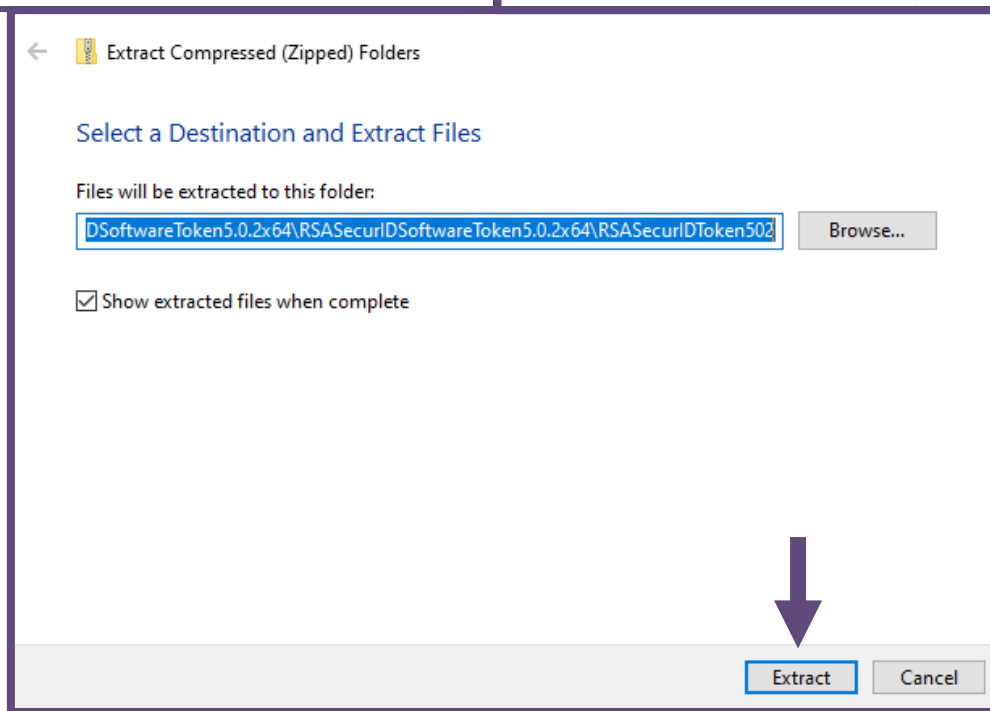 Extract Compressed (Zipped) Folders
Select a Destination and Extract Files
Files will be extracted to this folder:
DSoftwareToken5.0.2x64\RSASecurIDSoftwareToken5.0.2x64\RSASecurIDToken502
Browse...
Show extracted files when complete
Extract
Cancel